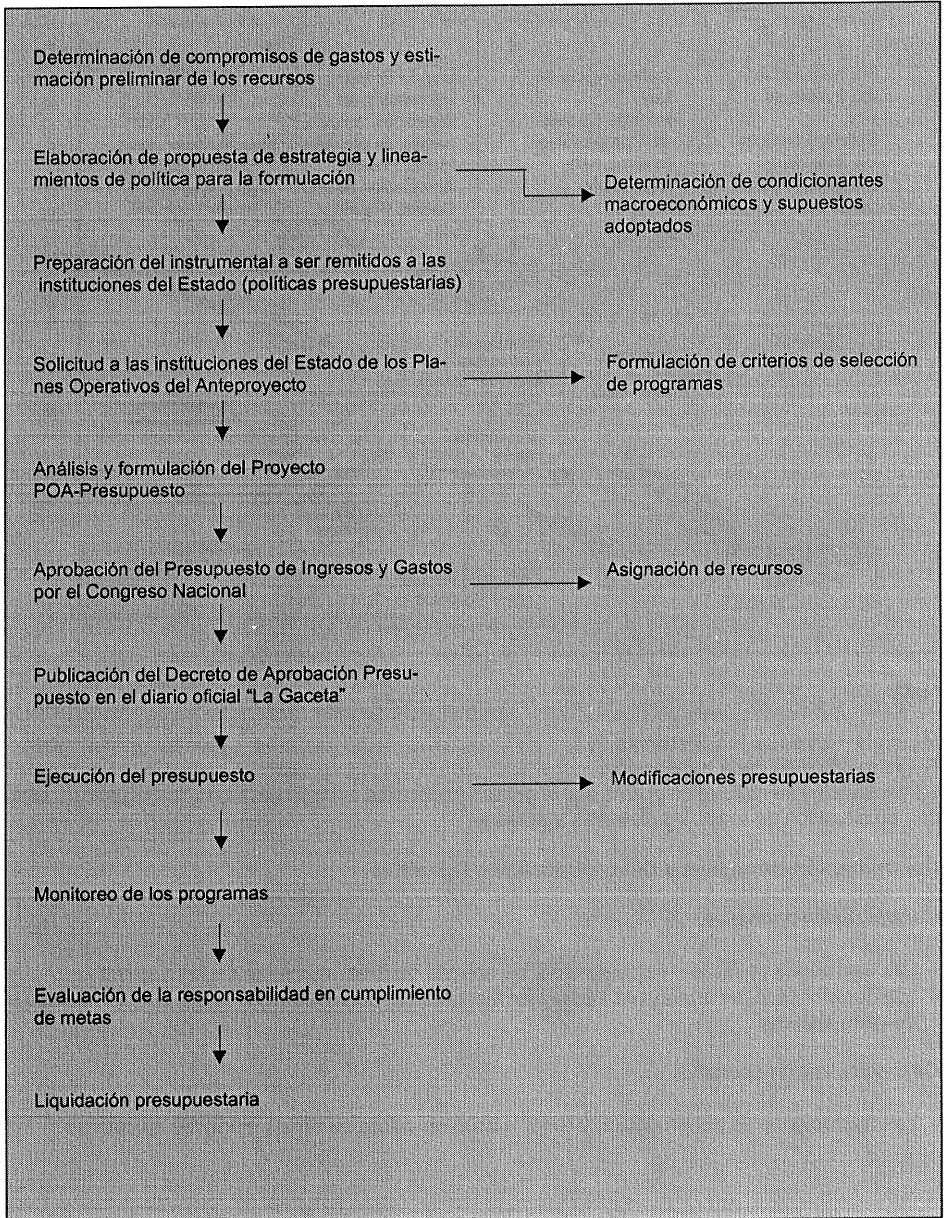 Determinación de compromisos de gastos y esti-
mación preliminar de los recursos
Elaboración de propuesta de estrategia y linea-
mientos de política para la formulación
Determinación de condicionantes
macroeconómicos y supuestos
adoptados
Preparación del instrumental a ser remitidos a las
instituciones del Estado (políticas presupuestarias)
Solicitud a las instituciones del Estado de los Pla-
nes Operativos del Anteproyecto
Formulación de criterios de selección
de programas
Análisis y formulación del Proyecto
POA-Presupuesto
Aprobación del Presupuesto de Ingresos y Gastos
por el Congreso Nacional
Asignación de recursos
Publicación del Decreto de Aprobación Presu-
puesto en el diario oficial “La Gaceta”
Ejecución del presupuesto
Modificaciones presupuestarias
Monitoreo de los programas
Evaluación de la responsabilidad en cumplimiento
de metas
Liquidación presupuestaria